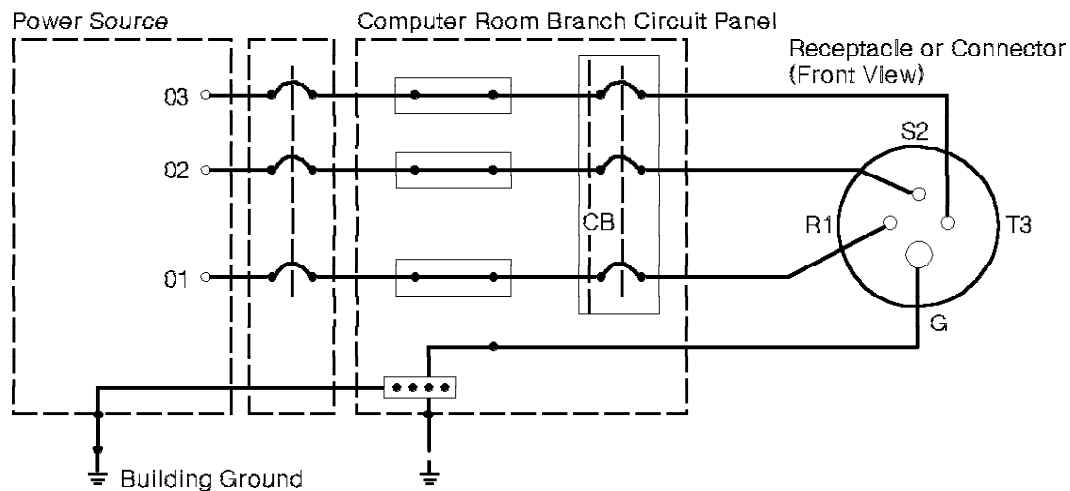 Power Source
Computer Room Branch Circuit Panel
Receptacle or Connector
(Front View)
03
S2
02
CB
R1
T3
01
G
Building Ground